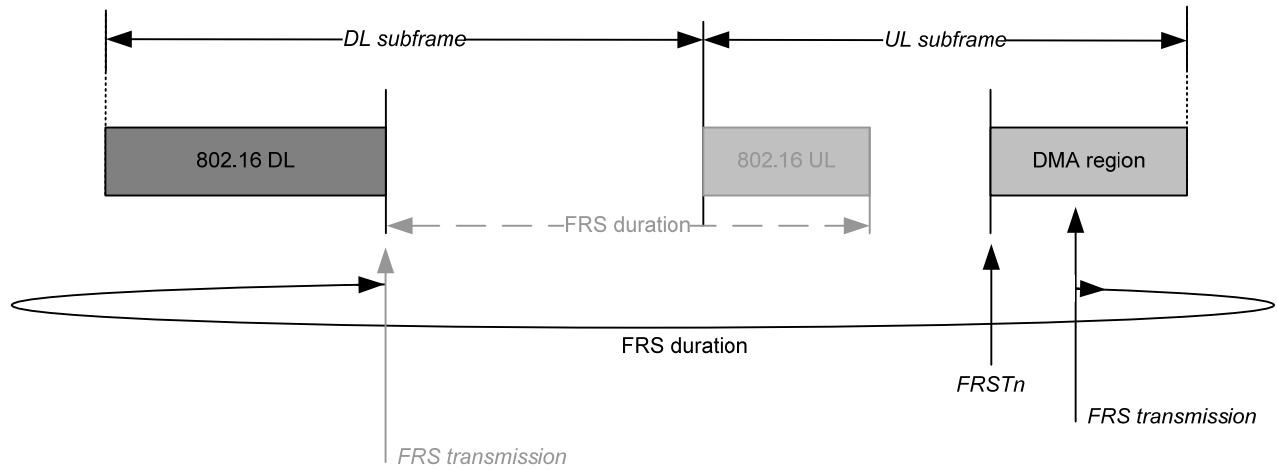 DL subframe
UL subframe
802.16 DL
802.16 UL
DMA region
FRS duration
FRS duration
FRSTn
FRS transmission
FRS transmission